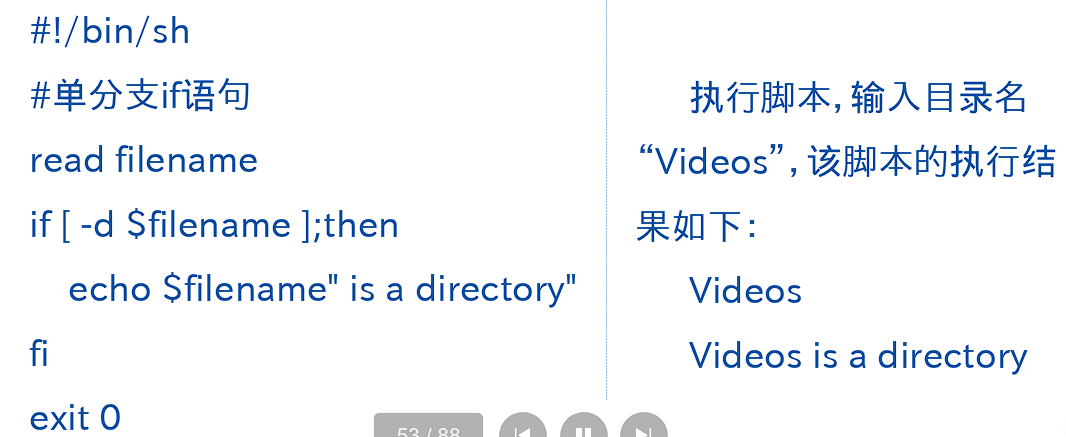 #!/bin/sh
#单分支if语句
read filename
if [ -d $filename ];then
echo $filename" is a directory"
fi
exit 0
执行脚本，输入目录名
“Videos”，该脚本的执行结
果如下：
Videos
Videos is a directory
53 / 88